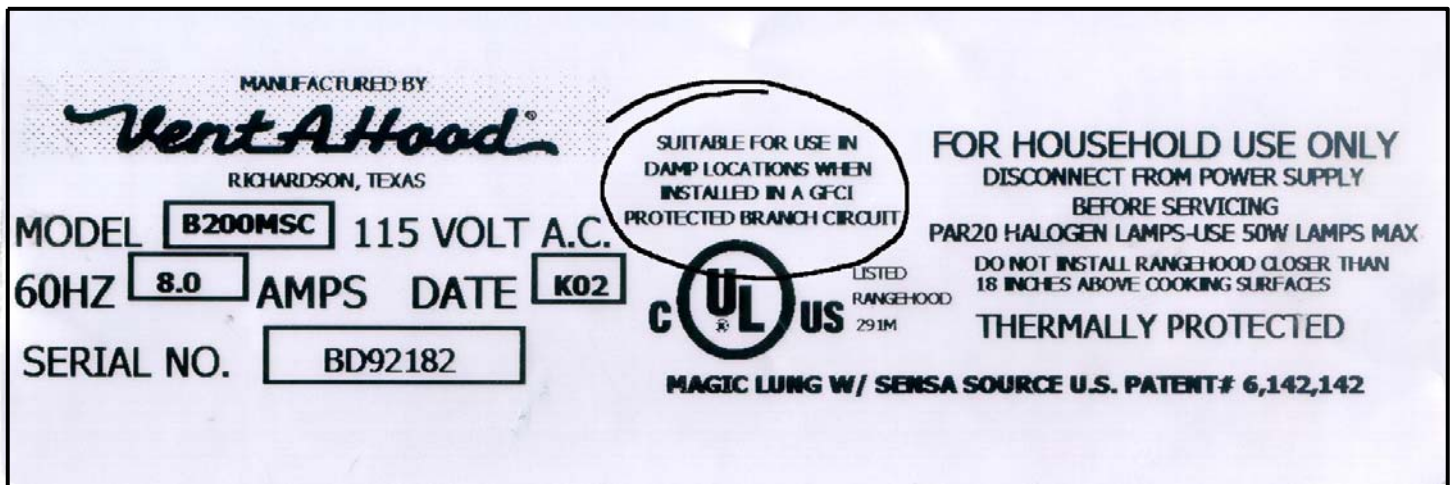 MANUFACTURED BY
Vent A Hood®
RICHARDSON, TEXAS
MODEL B200MSC 115 VOLT A.C.
60HZ 8.0 AMPS DATE K02
SERIAL NO. BD92182
SUITABLE FOR USE IN
DAMP LOCATIONS WHEN
INSTALLED IN A GFCI
PROTECTED BRANCH CIRCUIT
C UL® US
LISTED
RANGEHOOD
291M
FOR HOUSEHOLD USE ONLY
DISCONNECT FROM POWER SUPPLY
BEFORE SERVICING
PAR20 HALOGEN LAMPS-USE 50W LAMPS MAX
DO NOT INSTALL RANGEHOOD CLOSER THAN
18 INCHES ABOVE COOKING SURFACES
THERMALLY PROTECTED
MAGIC LUNG W/ SENSA SOURCE U.S. PATENT# 6,142,142